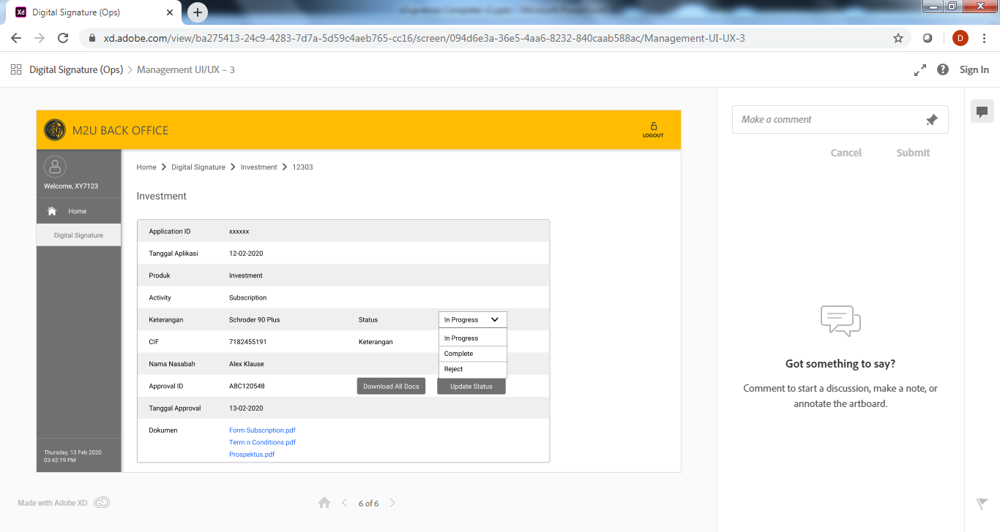 Digital Signature (Ops)
xd.adobe.com/view/ba275413-24c9-4283-7d7a-5d59c4aeb765-cc16/screen/094d6e3a-36e5-4aa6-8232-840caab588ac/Management-UI-UX-3
D
Digital Signature (Ops) > Management UI/UX – 3
Sign In
M2U BACK OFFICE
LOGOUT
Welcome, XY7123
Home
Digital Signature
Thursday, 13 Feb 2020
03:42:19 PM
Home > Digital Signature > Investment > 12303
Investment
Application ID xxxxxx
Tanggal Aplikasi 12-02-2020
Produk Investment
Activity Subscription
Keterangan Schroder 90 Plus Status In Progress
CIF 7182455191 Keterangan In Progress
Complete
Nama Nasabah Alex Klause Reject
Approval ID ABC120548 Download All Docs Update Status
Tanggal Approval 13-02-2020
Dokumen Form Subscription.pdf
Term n Conditions.pdf
Prospektus.pdf
Make a comment
Cancel Submit
Got something to say?
Comment to start a discussion, make a note, or
annotate the artboard.
Made with Adobe XD
6 of 6